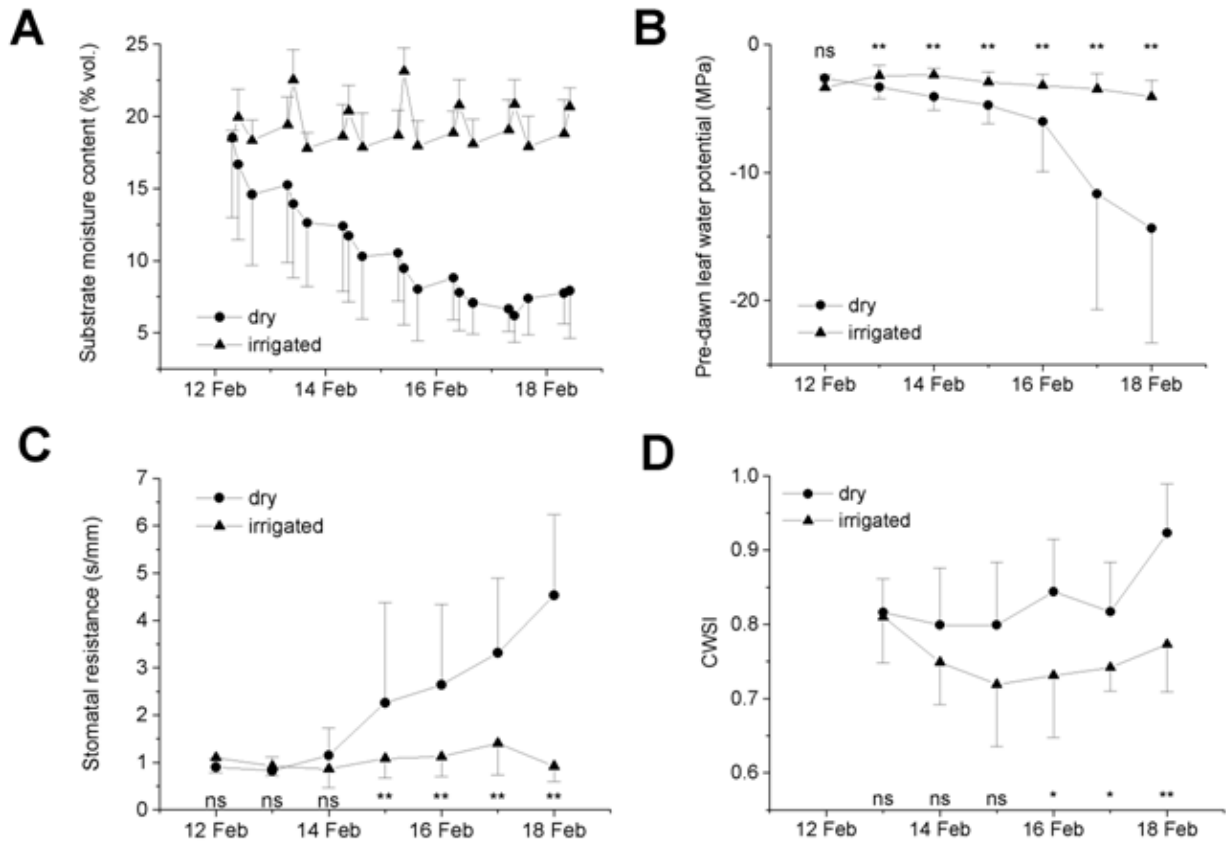 A
Substrate moisture content (% vol.)
25
20
15
10
5
dry
irrigated
12 Feb 14 Feb 16 Feb 18 Feb
B
Pre-dawn leaf water potential (MPa)
0
-10
-20
ns ** ** ** ** ** **
dry
irrigated
12 Feb 14 Feb 16 Feb 18 Feb
C
Stomatal resistance (s/mm)
7
6
5
4
3
2
1
0
dry
irrigated
ns ns ns ** ** ** **
12 Feb 14 Feb 16 Feb 18 Feb
D
CWSI
1.0
0.9
0.8
0.7
0.6
dry
irrigated
ns ns ns * * **
12 Feb 14 Feb 16 Feb 18 Feb